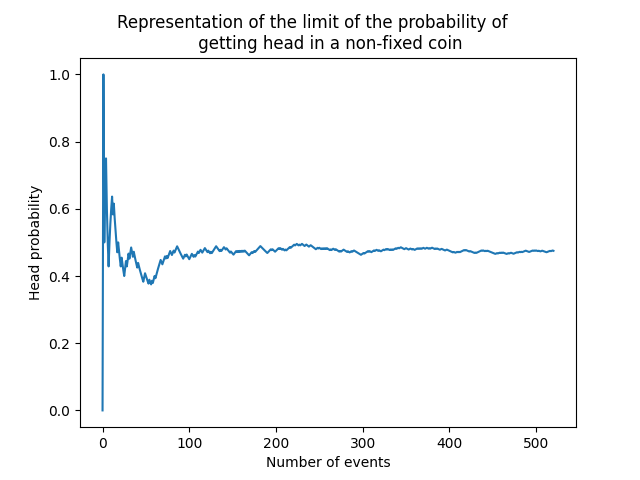 Representation of the limit of the probability of
getting head in a non-fixed coin
1.0
0.8
0.6
0.4
0.2
0.0
Head probability
0 100 200 300 400 500
Number of events